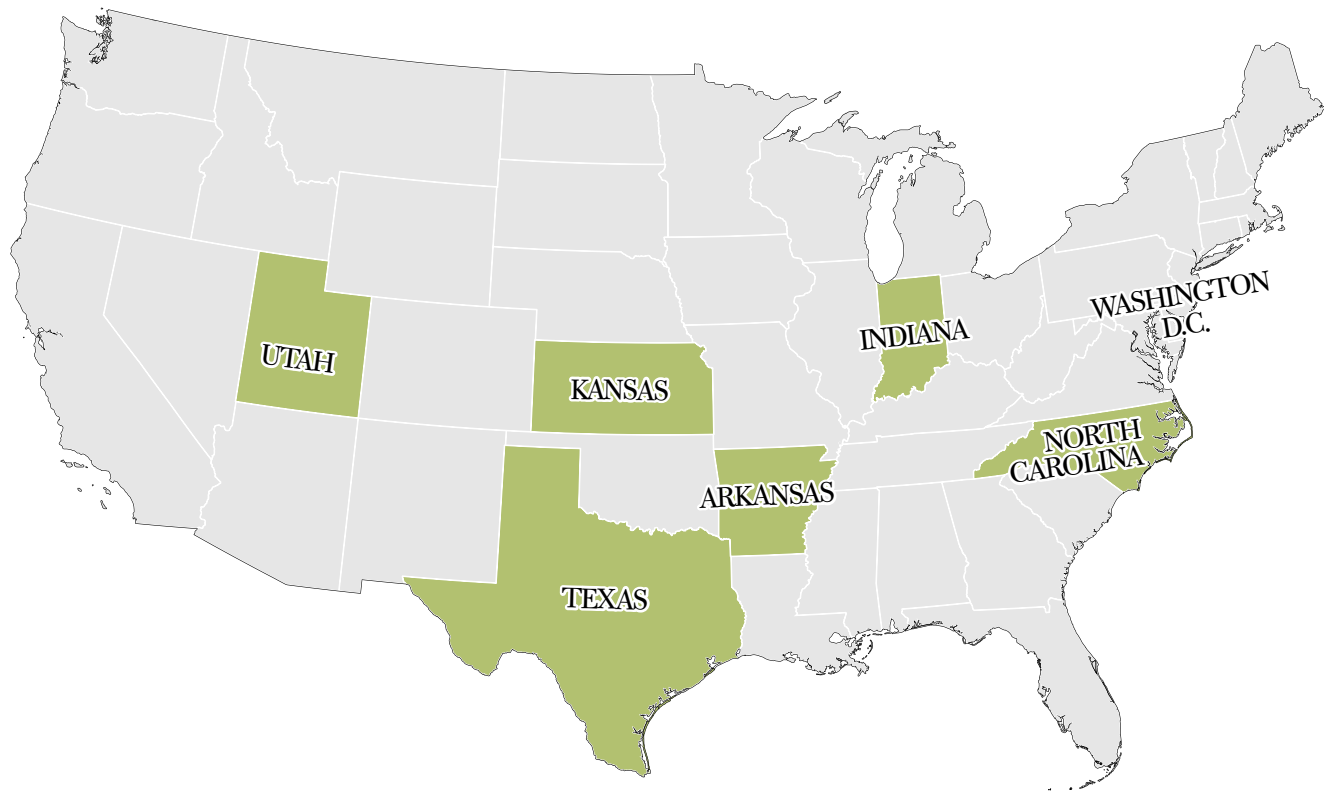 WASHINGTON
D.C.
INDIANA
UTAH
KANSAS
NORTH
CAROLINA
ARKANSAS
TEXAS